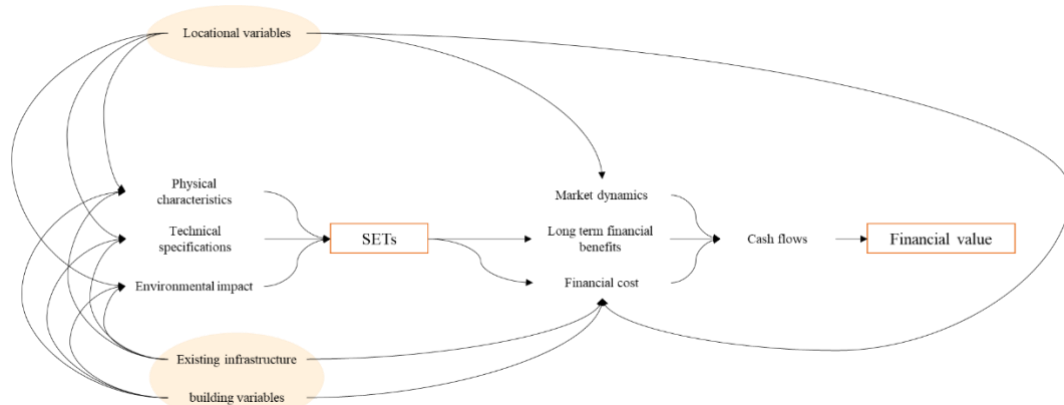 Locational variables
Physical
characteristics
Technical
specifications
Environmental impact
SETs
Market dynamics
Long term financial
benefits
Financial cost
Cash flows
Financial value
Existing infrastructure
building variables